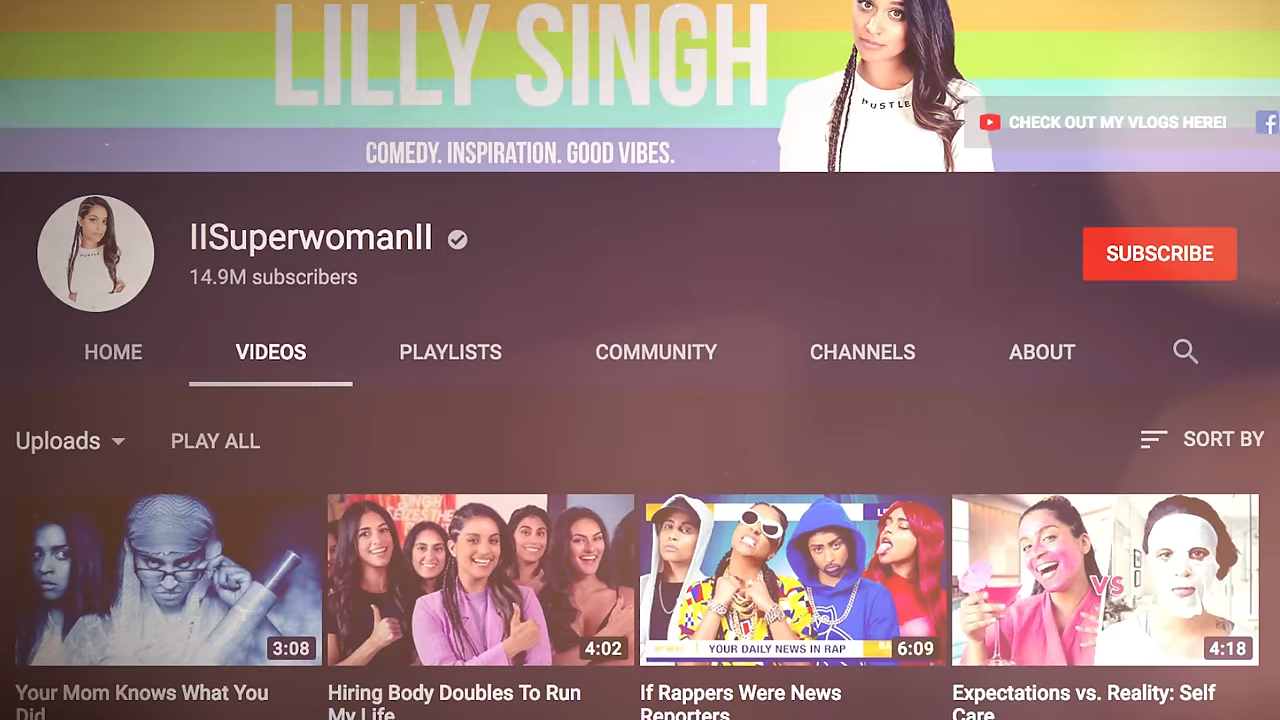 LILLY SINGH
HUSTLE
CHECK OUT MY VLOGS HERE!
COMEDY. INSPIRATION. GOOD VIBES.
IISuperwomanII
14.9M subscribers
SUBSCRIBE
HOME VIDEOS PLAYLISTS COMMUNITY CHANNELS ABOUT
Uploads PLAY ALL SORT BY
VS
YOUR DAILY NEWS IN RAP
3:08 4:02 6:09 4:18
Your Mom Knows What You
Did
Hiring Body Doubles To Run
My Life
If Rappers Were News
Reporters
Expectations vs. Reality: Self
Care